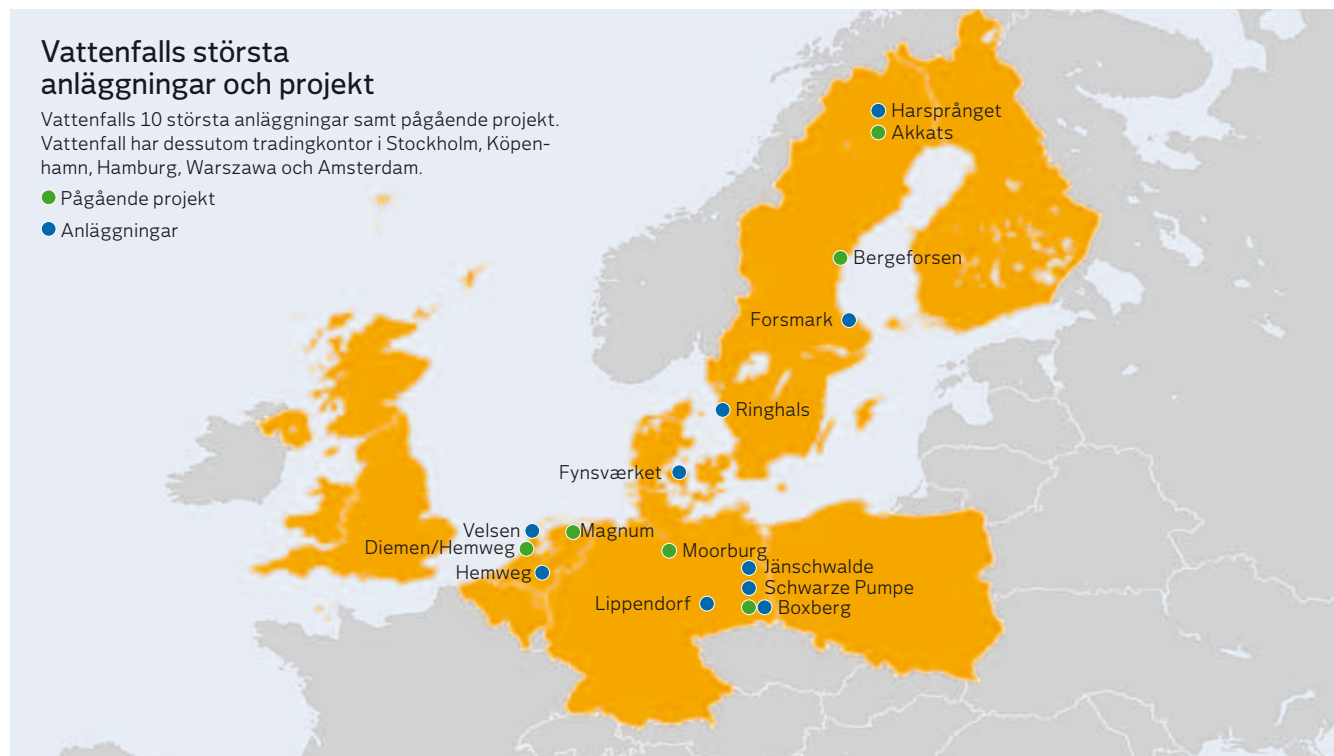 Vattenfalls största
anläggningar och projekt
Vattenfalls 10 största anläggningar samt pågående projekt.
Vattenfall har dessutom tradingkontor i Stockholm, Köpen-
hamn, Hamburg, Warszawa och Amsterdam.
Pågående projekt
Anläggningar
Harsprånget
Akkats
Bergeforsen
Forsmark
Ringhals
Fynsværket
Velsen
Magnum
Diemen/Hemweg
Moorburg
Hemweg
Jänschwalde
Schwarze Pumpe
Lippendorf
Boxberg